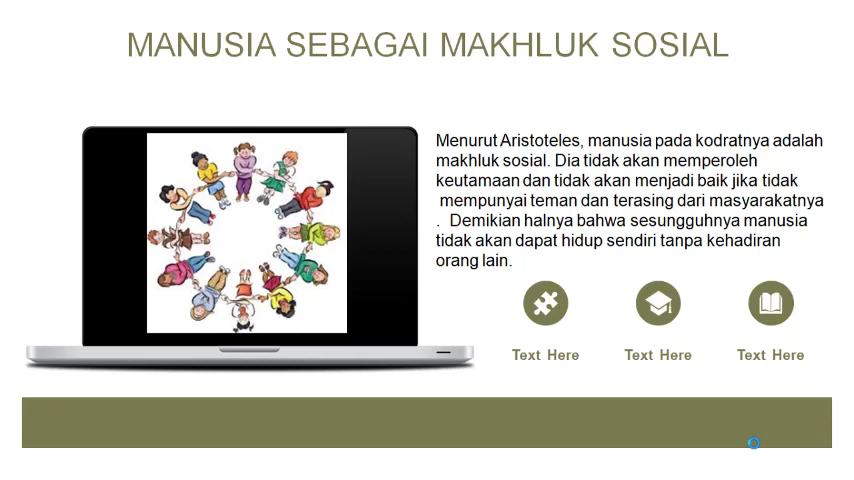 MANUSIA SEBAGAI MAKHLUK SOSIAL
Menurut Aristoteles, manusia pada kodratnya adalah
makhluk sosial. Dia tidak akan memperoleh
keutamaan dan tidak akan menjadi baik jika tidak
mempunyai teman dan terasing dari masyarakatnya
. Demikian halnya bahwa sesungguhnya manusia
tidak akan dapat hidup sendiri tanpa kehadiran
orang lain.
Text Here
Text Here
Text Here